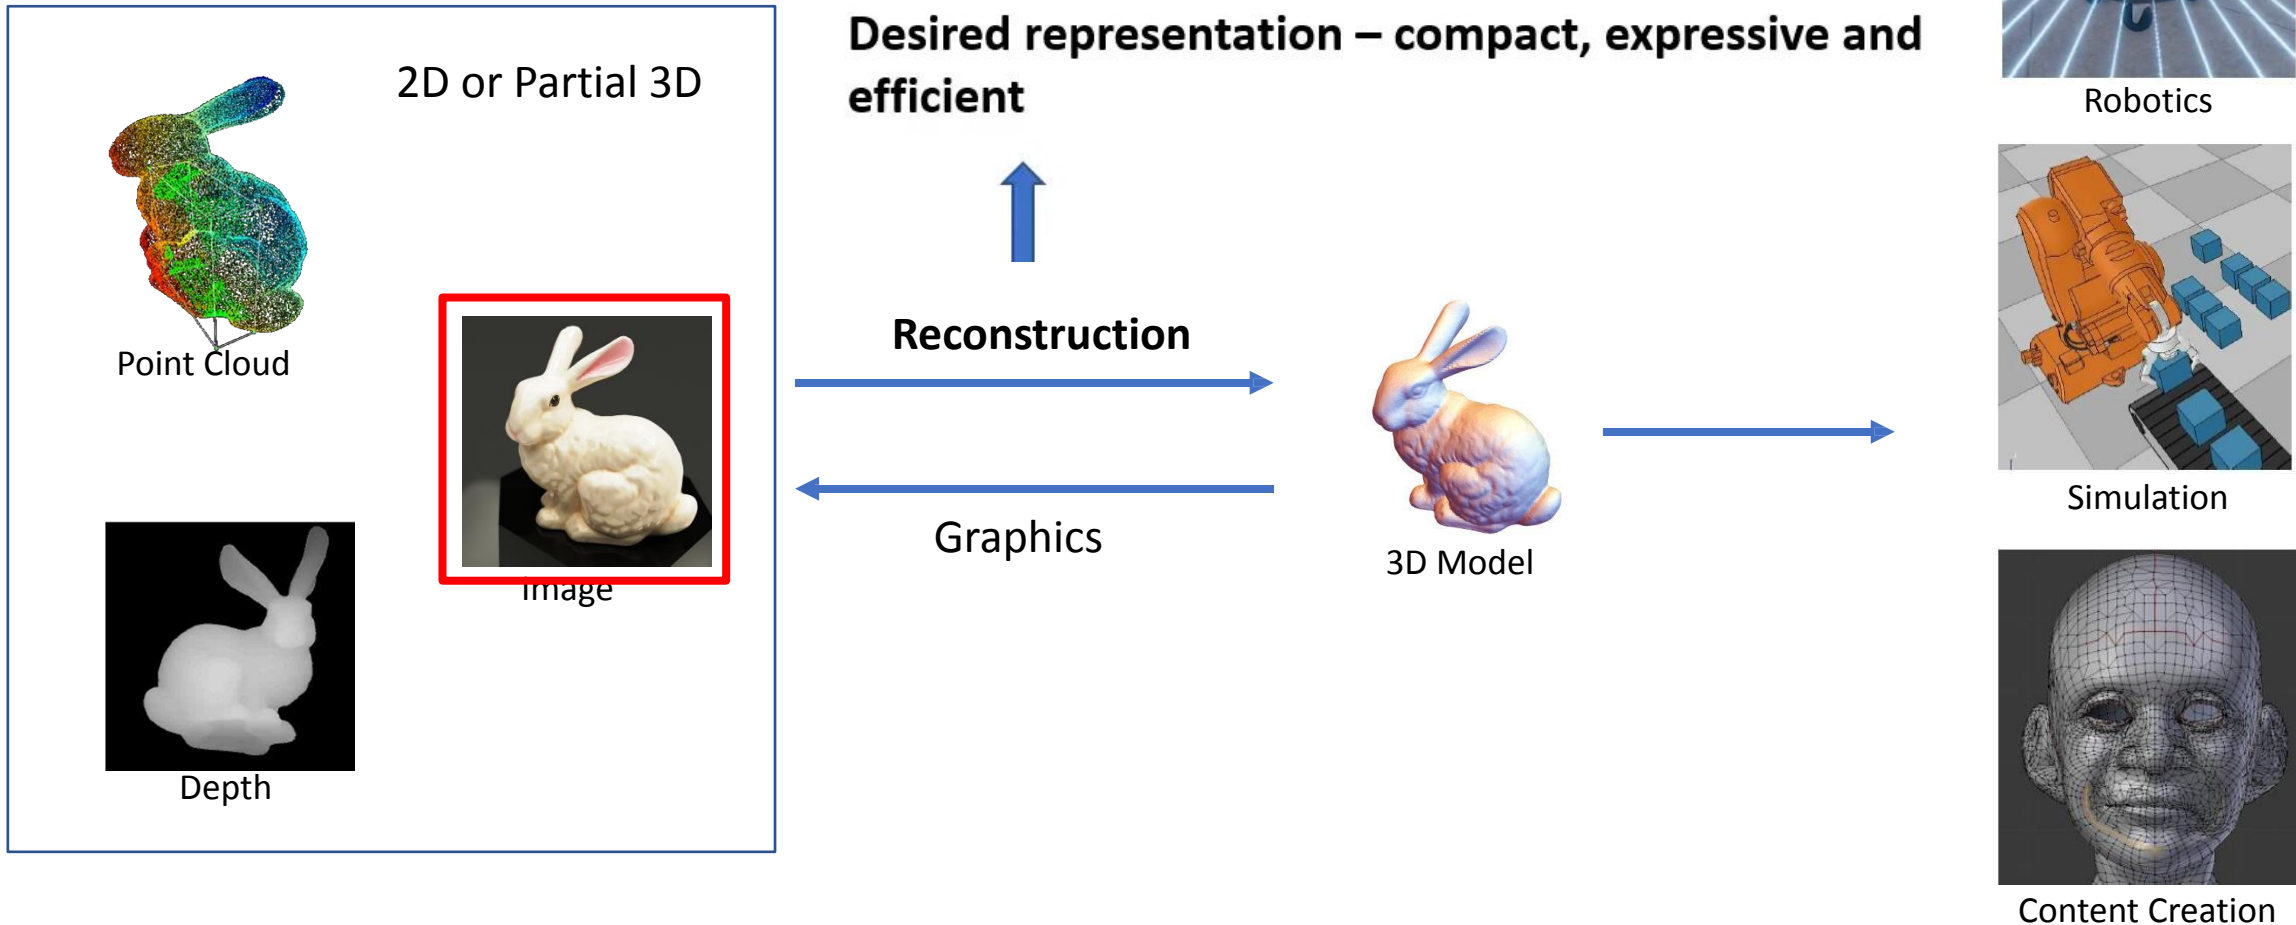 2D or Partial 3D
Point Cloud
Image
Depth
Desired representation – compact, expressive and
efficient
Reconstruction
Graphics
3D Model
Robotics
Simulation
Content Creation